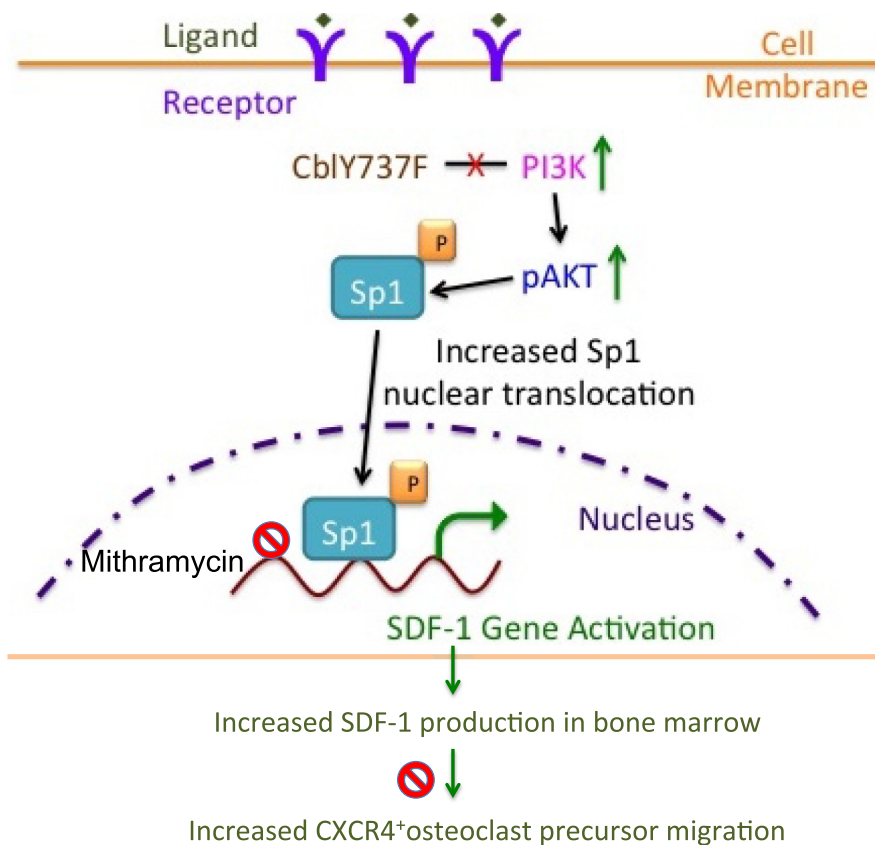 Ligand
Cell
Membrane
Receptor
CblY737F
PI3K
P
pAKT
Sp1
Increased Sp1
nuclear translocation
P
Nucleus
Sp1
Mithramycin
SDF-1 Gene Activation
Increased SDF-1 production in bone marrow
Increased CXCR4⁺osteoclast precursor migration